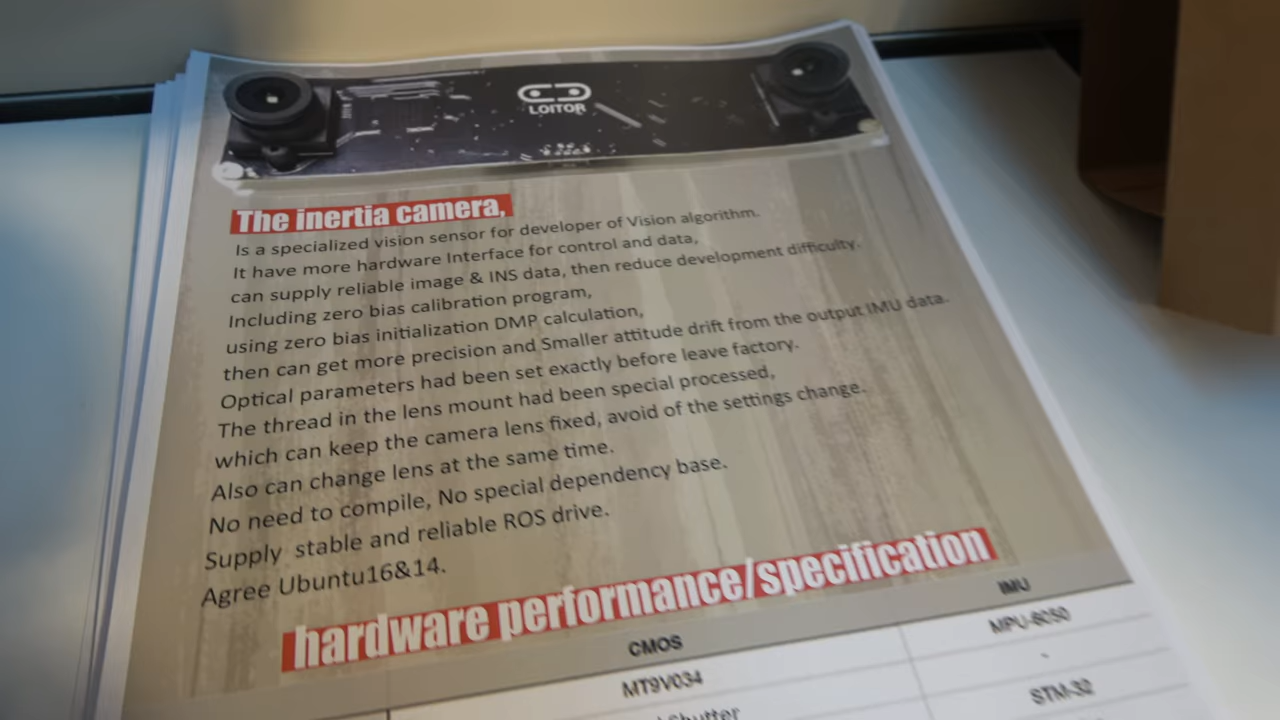 LOITOR
The inertia camera,
Is a specialized vision sensor for developer of Vision algorithm.
It have more hardware Interface for control and data,
can supply reliable image & INS data, then reduce development difficulty.
Including zero bias calibration program,
using zero bias initialization DMP calculation,
then can get more precision and Smaller attitude drift from the output IMU data.
Optical parameters had been set exactly before leave factory.
The thread in the lens mount had been special processed,
which can keep the camera lens fixed, avoid of the settings change.
Also can change lens at the same time.
No need to compile, No special dependency base.
Supply stable and reliable ROS drive.
Agree Ubuntu16&14.
hardware performance/specification
CMOS IMU
MT9V034 MPU-6050
-
Shutter STM-32